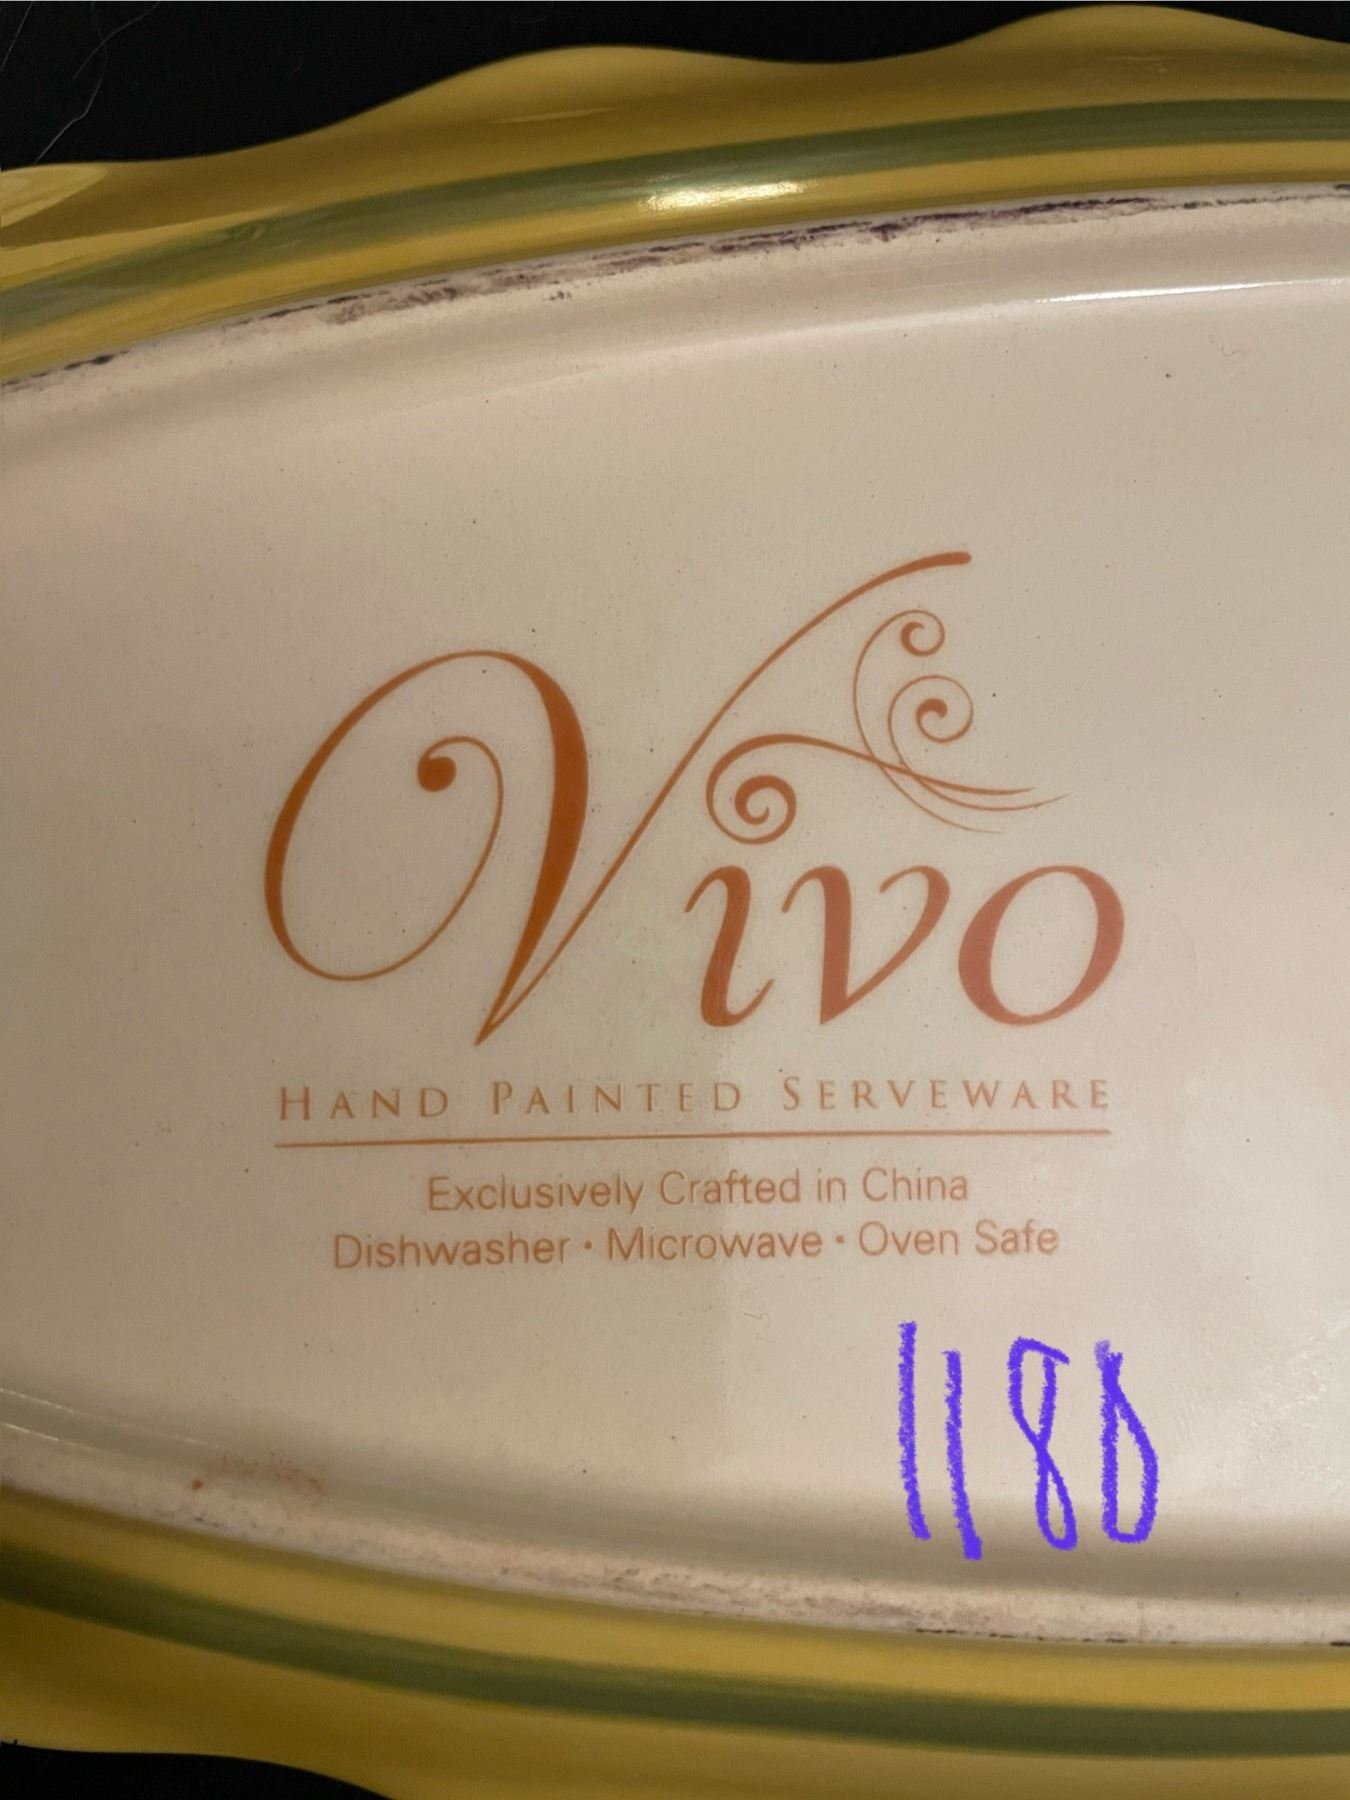 Vivo
HAND PAINTED SERVEWARE
Exclusively Crafted in China
Dishwasher • Microwave • Oven Safe
1180